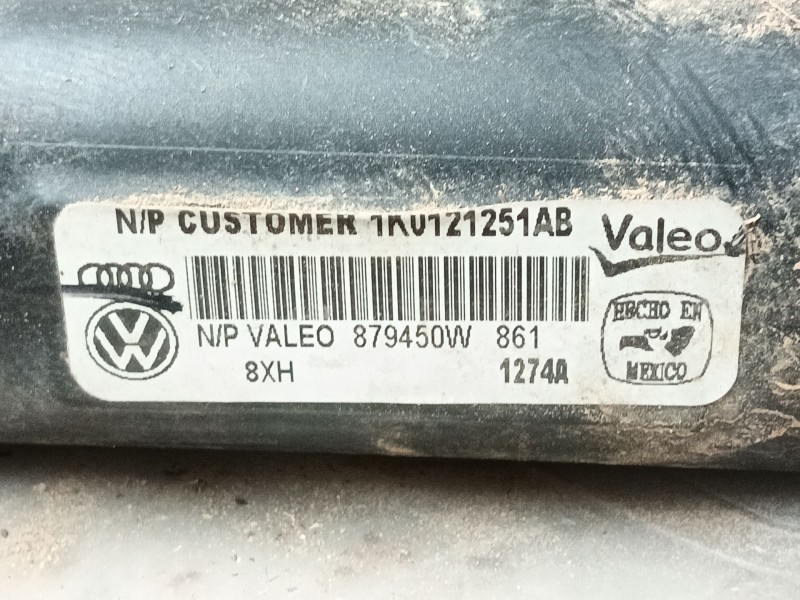 N/P CUSTOMER 1K0121251AB
Valeo
N/P VALEO 879450W 861
8XH 1274A
HECHO EN
MEXICO